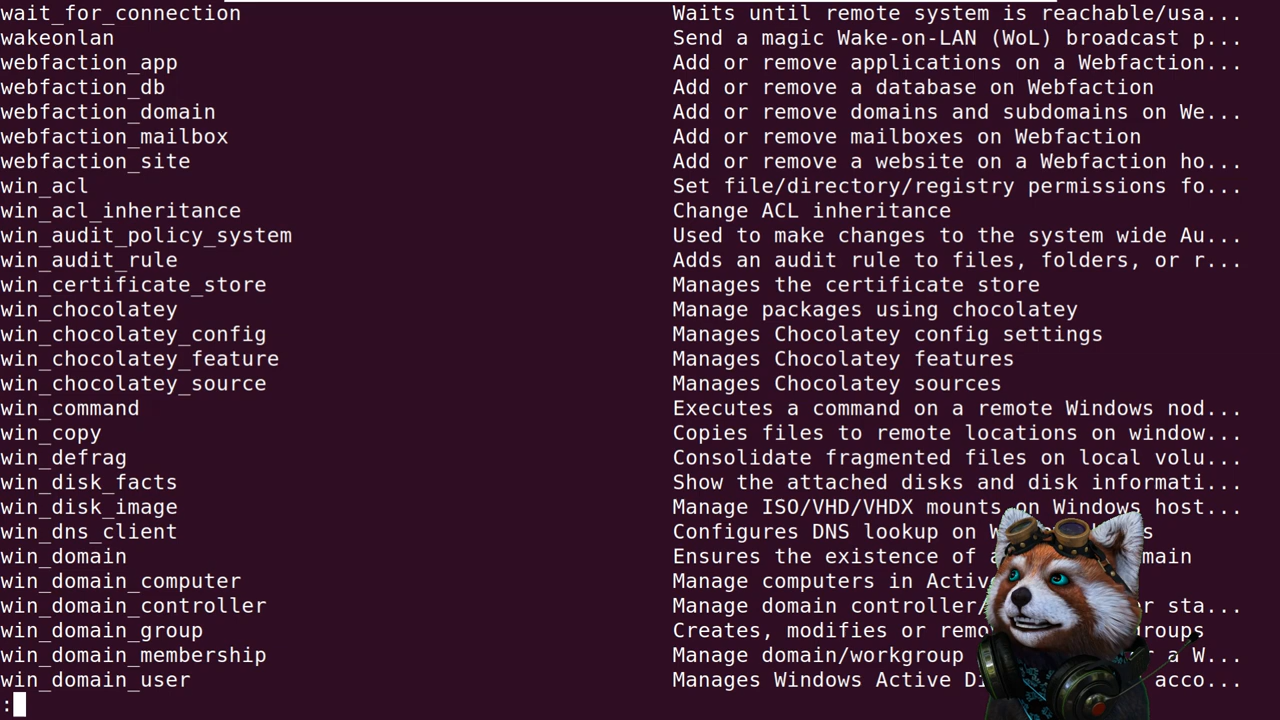 wait_for_connection Waits until remote system is reachable/usa...
wakeonlan Send a magic Wake-on-LAN (WoL) broadcast p...
webfaction_app Add or remove applications on a Webfaction...
webfaction_db Add or remove a database on Webfaction
webfaction_domain Add or remove domains and subdomains on We...
webfaction_mailbox Add or remove mailboxes on Webfaction
webfaction_site Add or remove a website on a Webfaction ho...
win_acl Set file/directory/registry permissions fo...
win_acl_inheritance Change ACL inheritance
win_audit_policy_system Used to make changes to the system wide Au...
win_audit_rule Adds an audit rule to files, folders, or r...
win_certificate_store Manages the certificate store
win_chocolatey Manage packages using chocolatey
win_chocolatey_config Manages Chocolatey config settings
win_chocolatey_feature Manages Chocolatey features
win_chocolatey_source Manages Chocolatey sources
win_command Executes a command on a remote Windows nod...
win_copy Copies files to remote locations on window...
win_defrag Consolidate fragmented files on local volu...
win_disk_facts Show the attached disks and disk informati...
win_disk_image Manage ISO/VHD/VHDX mounts on Windows host...
win_dns_client Configures DNS lookup on
win_domain Ensures the existence of
win_domain_computer Manage computers in
win_domain_controller Manage domain sta...
win_domain_group Creates, modifies or groups
win_domain_membership Manage domain/workgroup a W...
win_domain_user Manages Windows Active acco...
: